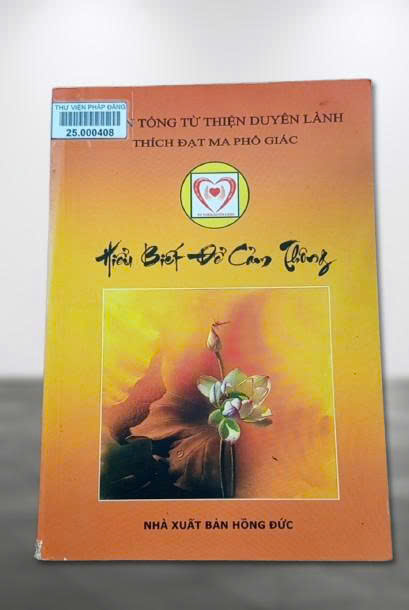 THƯ VIỆN PHÁP ĐĂNG
25.000408
TÔNG TỪ THIỆN DUYÊN LÀNH
THÍCH ĐẠT MA PHỔ GIÁC
Hiểu Biết Để Cảm Thông
NHÀ XUẤT BẢN HỒNG ĐỨC